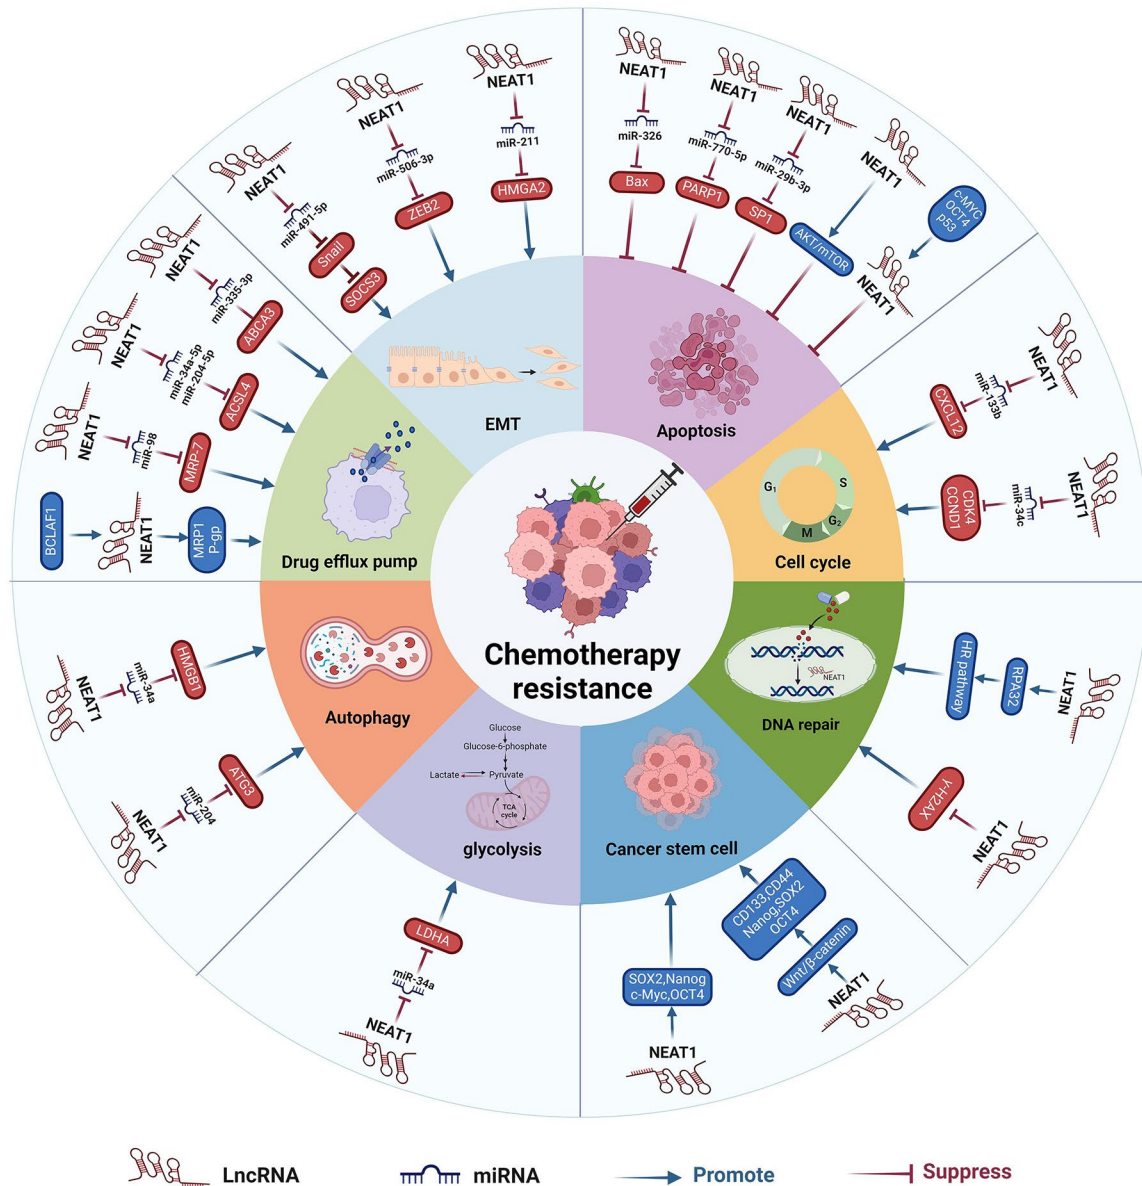 NEAT1
miR-211
HMGA2
NEAT1
miR-506-3p
ZEB2
NEAT1
miR-491-5p
Snail
SOCS3
EMT
NEAT1
miR-326
Bax
NEAT1
miR-770-5p
PARP1
NEAT1
miR-29b-3p
SP1
NEAT1
AKT/mTOR
c-MYC
OCT4
p53
NEAT1
Apoptosis
NEAT1
miR-133b
CXCL12
NEAT1
miR-34c
CDK4
CCND1
G1
S
G2
M
Cell cycle
NEAT1
miR-335-3p
ABCA3
NEAT1
miR-34a-5p
miR-204-5p
ACSL4
NEAT1
miR-98
MRP-7
BCLAF1
NEAT1
MRP1
P-gp
Drug efflux pump
Chemotherapy
resistance
NEAT1
RPA32
HR pathway
NEAT1
γ-H2AX
NEAT1
DNA repair
NEAT1
miR-34a
HMGB1
NEAT1
miR-204
ATG3
Autophagy
Glucose
Glucose-6-phosphate
Lactate
Pyruvate
TCA
cycle
glycolysis
LDHA
miR-34a
NEAT1
Cancer stem cell
CD133,CD44
Nanog,SOX2
OCT4
Wnt/β-catenin
NEAT1
SOX2,Nanog
c-Myc,OCT4
NEAT1
LncRNA
miRNA
Promote
Suppress